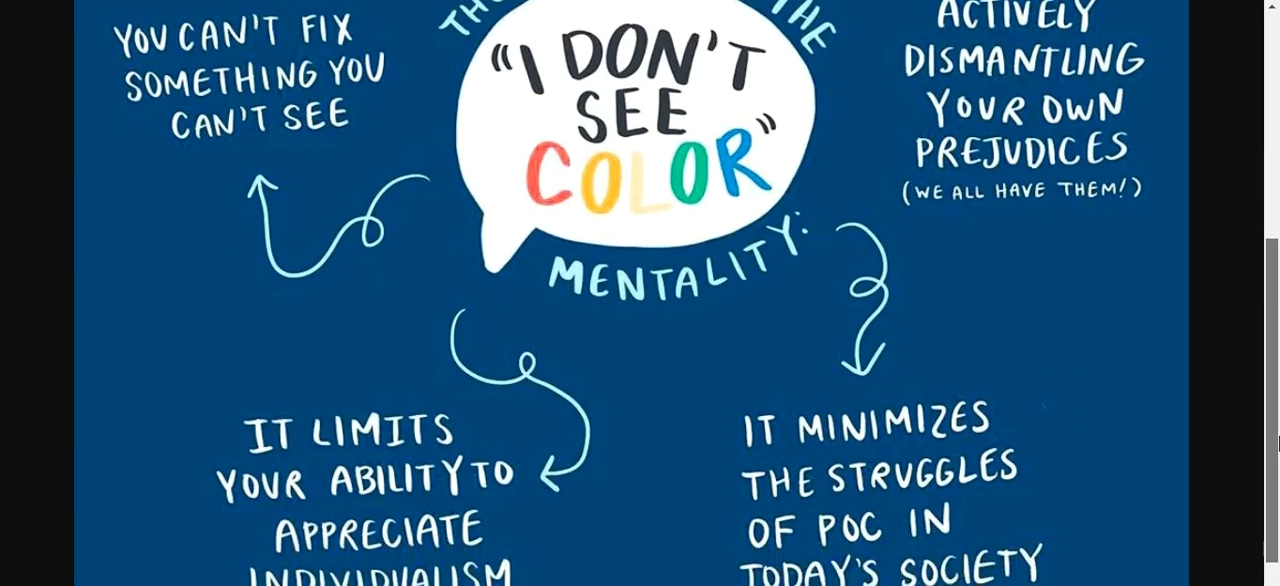 YOU CAN'T FIX
SOMETHING YOU
CAN'T SEE
THE
"I DON'T
SEE
COLOR"
MENTALITY:
ACTIVELY
DISMANTLING
YOUR OWN
PREJUDICES
(WE ALL HAVE THEM!)
IT LIMITS
YOUR ABILITY TO
APPRECIATE
INDIVIDUALISM
IT MINIMIZES
THE STRUGGLES
OF POC IN
TODAY'S SOCIETY